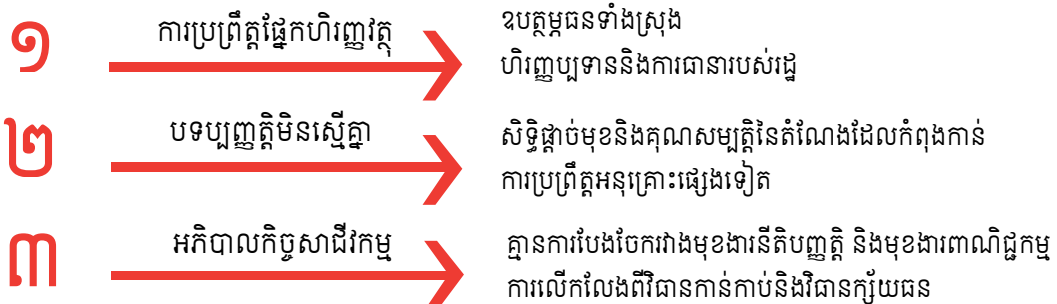 ១
ការប្រព្រឹត្តផ្នែកហិរញ្ញវត្ថុ
ឧបត្ថម្ភធនទាំងស្រុង
ហិរញ្ញប្បទាននិងការធានារបស់រដ្ឋ
២
បទប្បញ្ញត្តិមិនស្មើគ្នា
សិទ្ធិផ្តាច់មុខនិងគុណសម្បត្តិនៃតំណែងដែលកំពុងកាន់
ការប្រព្រឹត្តអនុគ្រោះផ្សេងទៀត
៣
អភិបាលកិច្ចសាជីវកម្ម
គ្មានការបែងចែករវាងមុខងារនីតិបញ្ញត្តិ និងមុខងារពាណិជ្ជកម្ម
ការលើកលែងពីវិធានកាន់កាប់និងវិធានក្ស័យធន